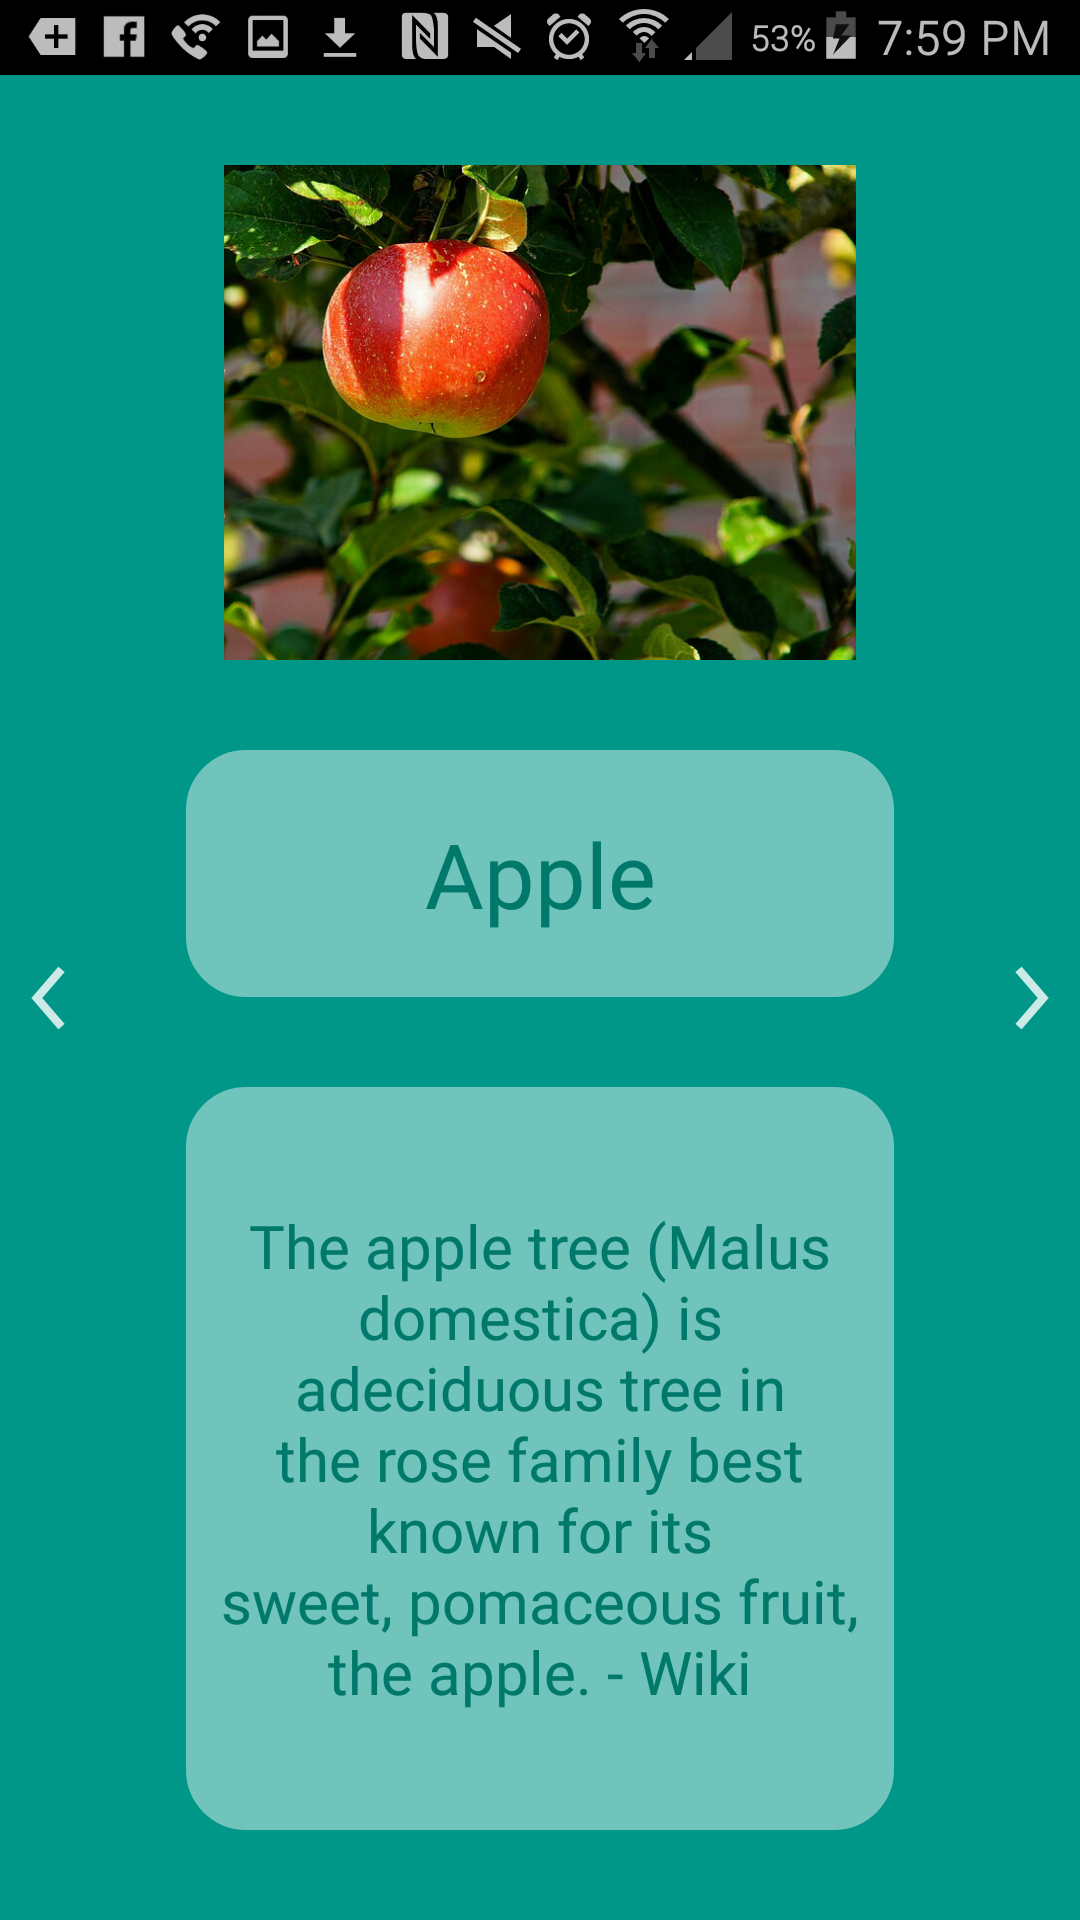 53% 7:59 PM
Apple
The apple tree (Malus
domestica) is
adeciduous tree in
the rose family best
known for its
sweet, pomaceous fruit,
the apple. - Wiki